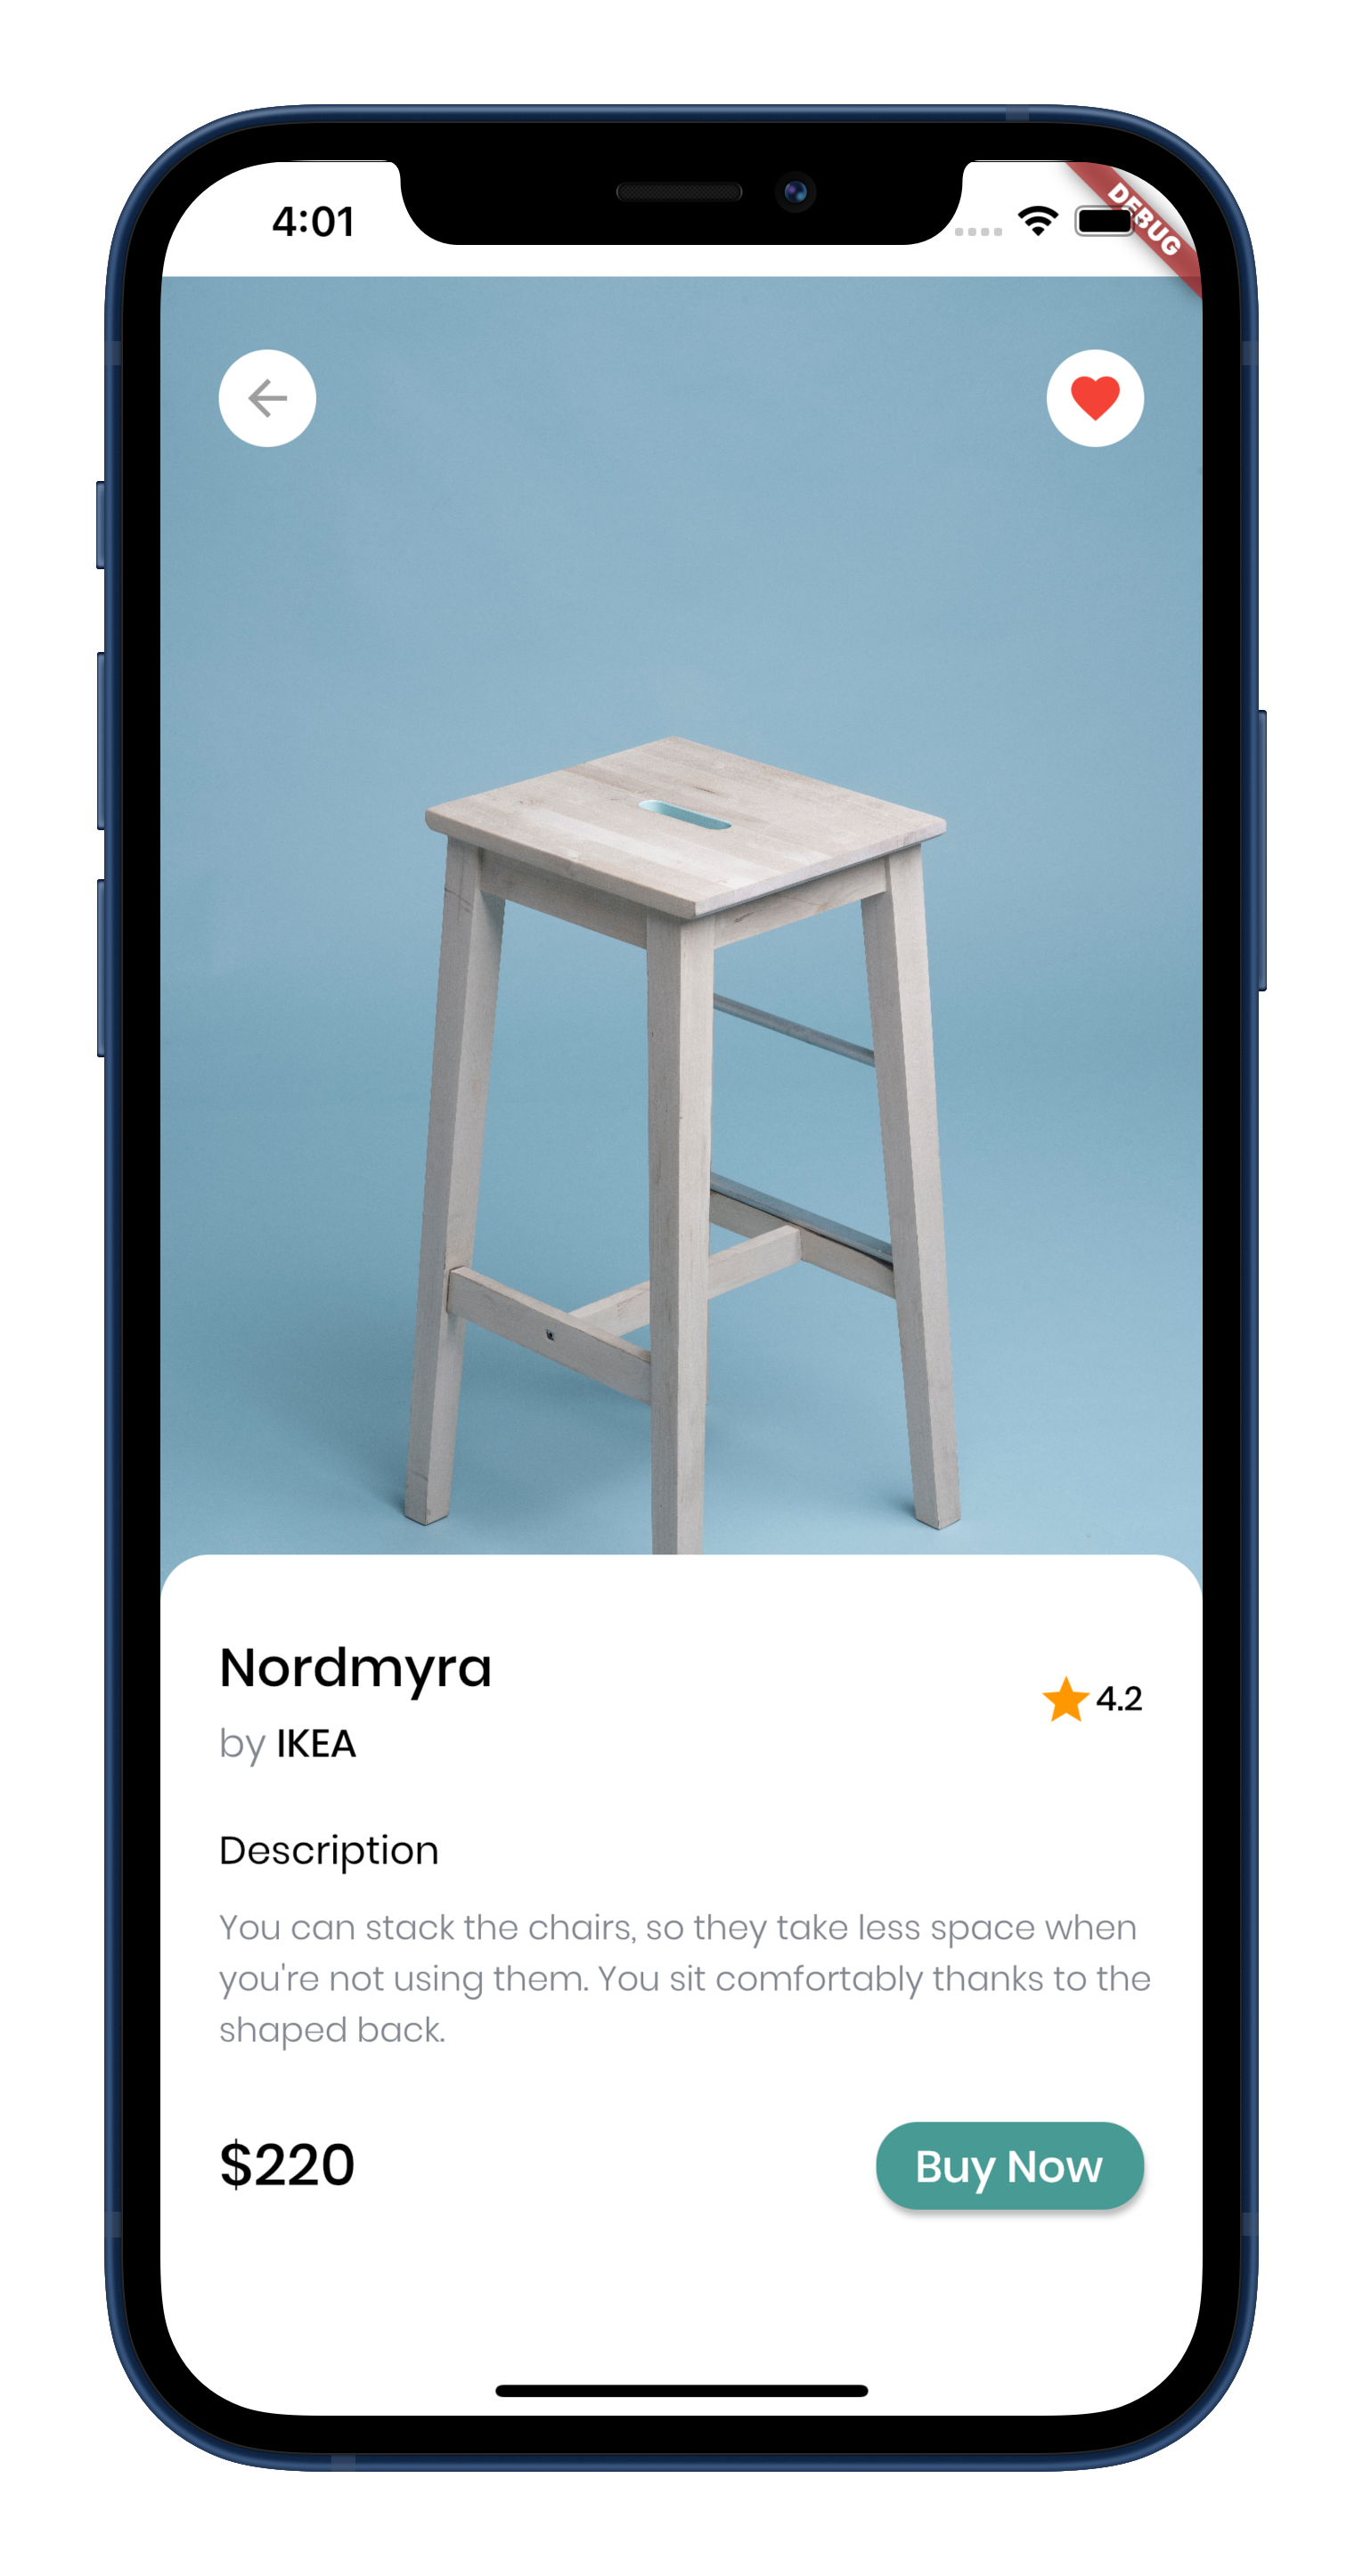 4:01
DEBUG
Nordmyra
4.2
by IKEA
Description
You can stack the chairs, so they take less space when
you're not using them. You sit comfortably thanks to the
shaped back.
$220
Buy Now